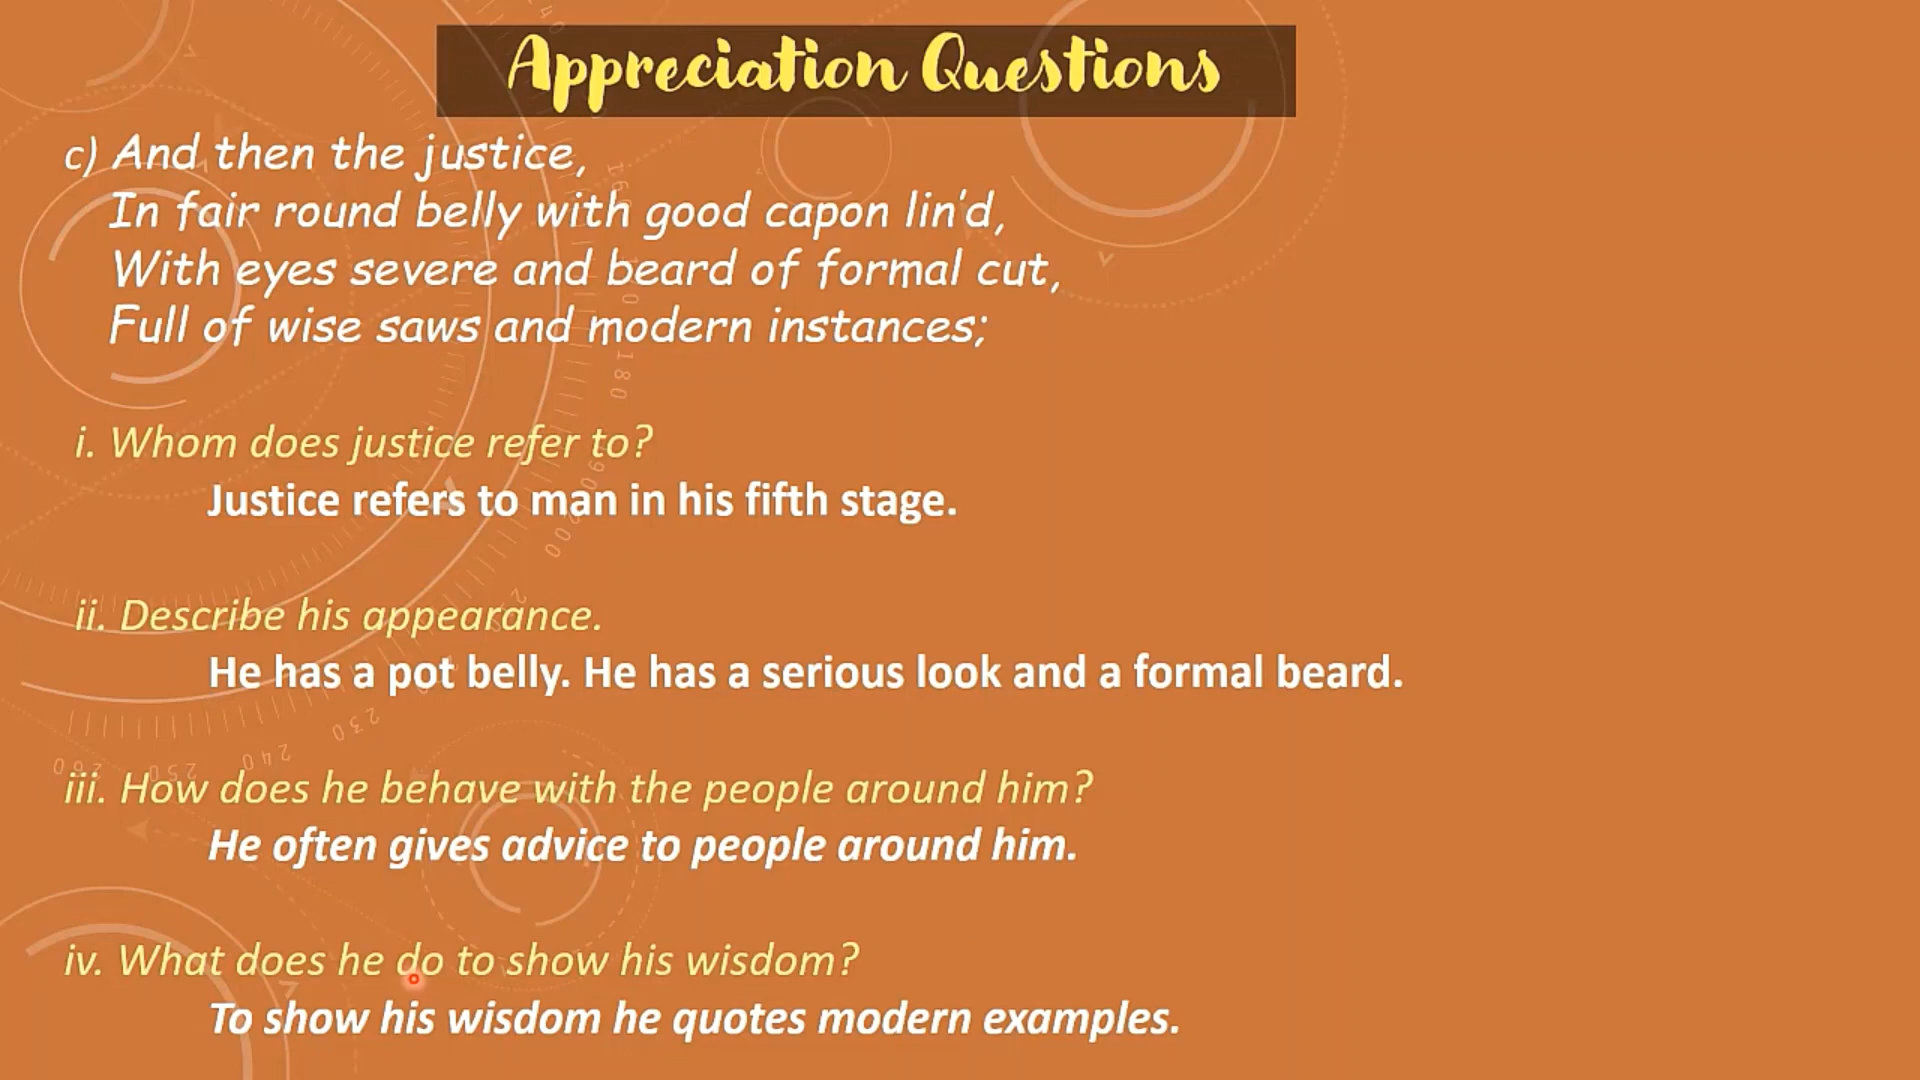 Appreciation Questions
c) And then the justice,
In fair round belly with good capon lin'd,
With eyes severe and beard of formal cut,
Full of wise saws and modern instances;
i. Whom does justice refer to?
Justice refers to man in his fifth stage.
ii. Describe his appearance.
He has a pot belly. He has a serious look and a formal beard.
iii. How does he behave with the people around him?
He often gives advice to people around him.
iv. What does he do to show his wisdom?
To show his wisdom he quotes modern examples.